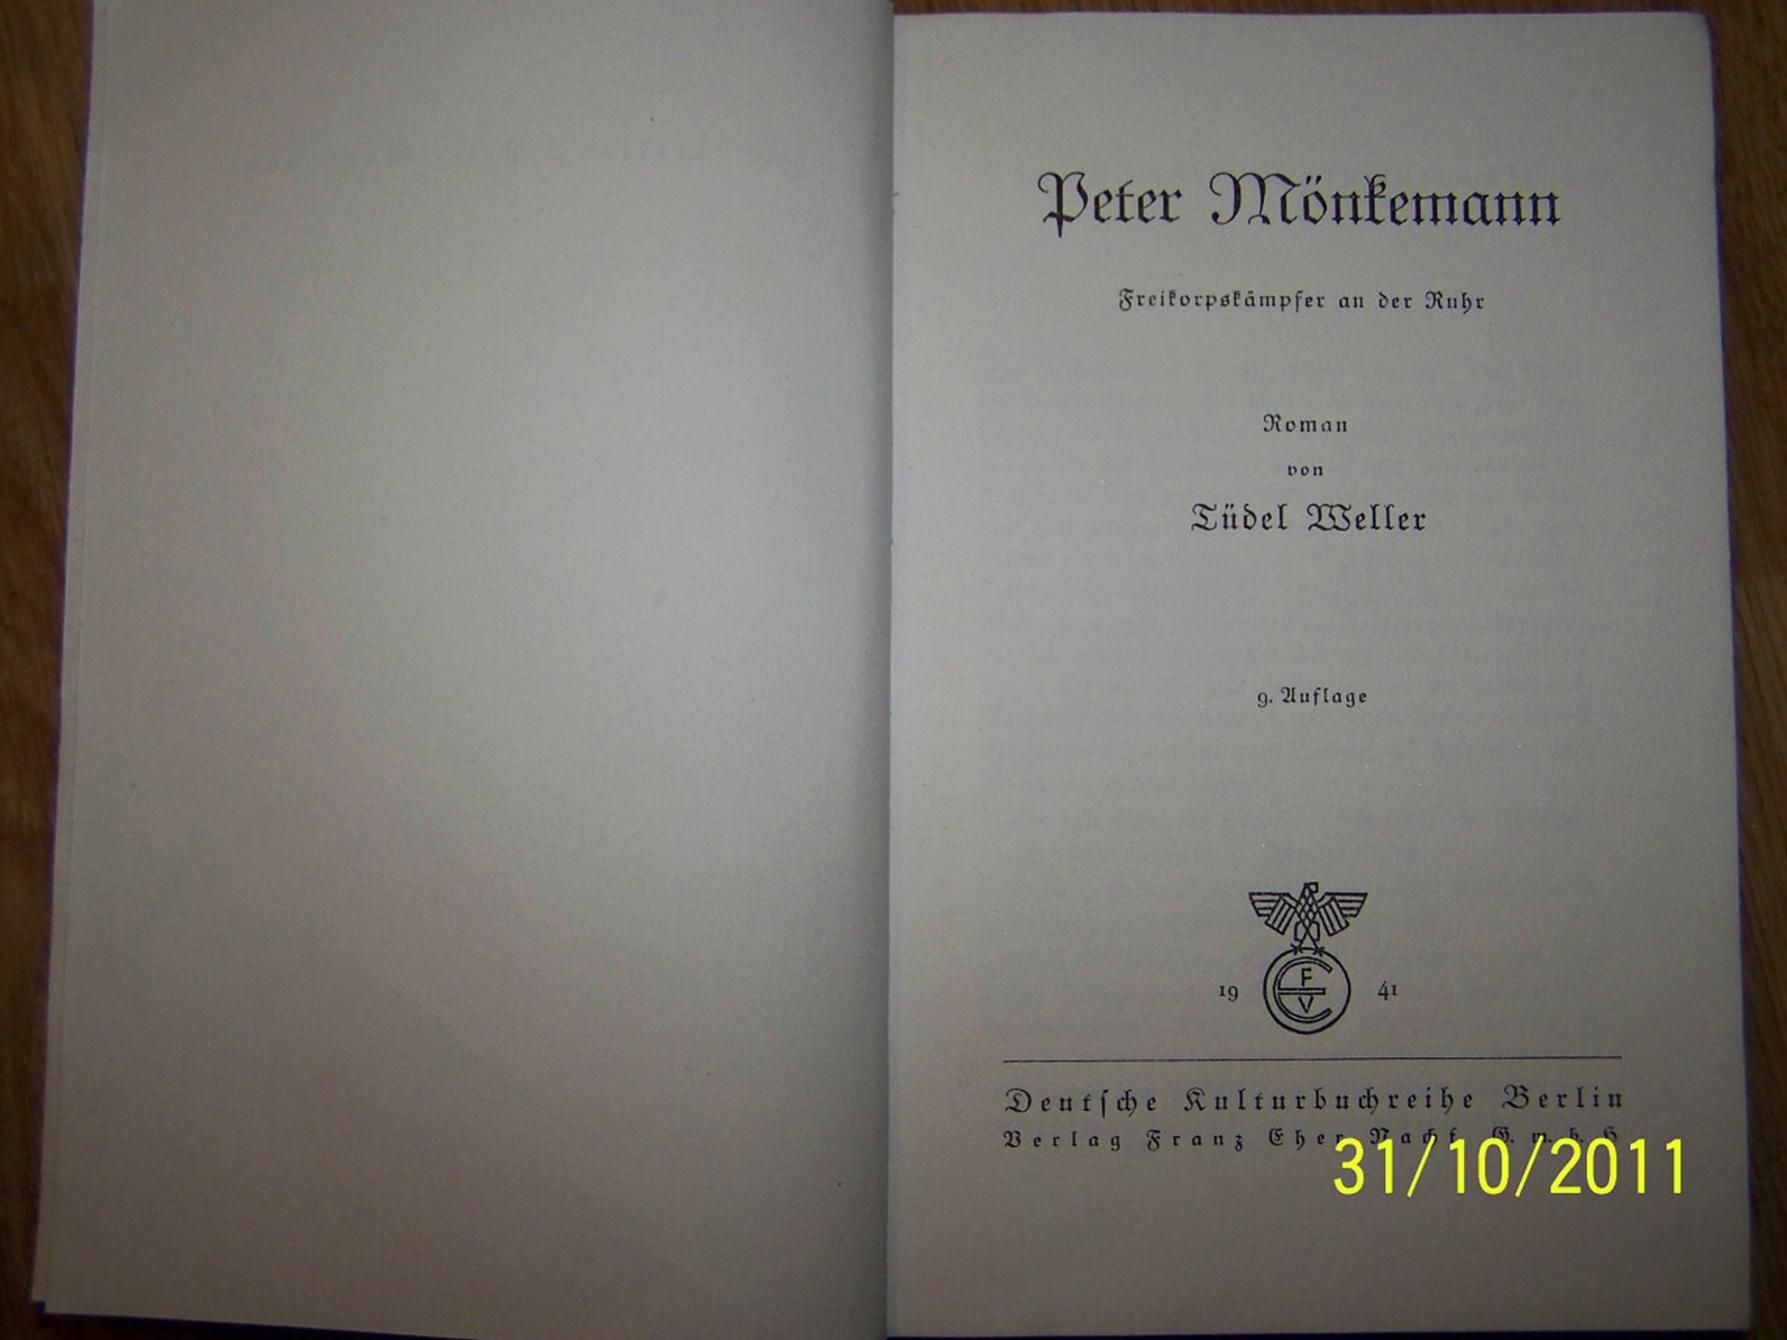 Peter Mönkemann
Freikorpskämpfer an der Ruhr
Roman
von
Tüdel Weller
9. Auflage
F
E
V
19 41
Deutsche Kulturbuchreihe Berlin
Verlag Franz Eher Nachf G. m. b. H
31/10/2011